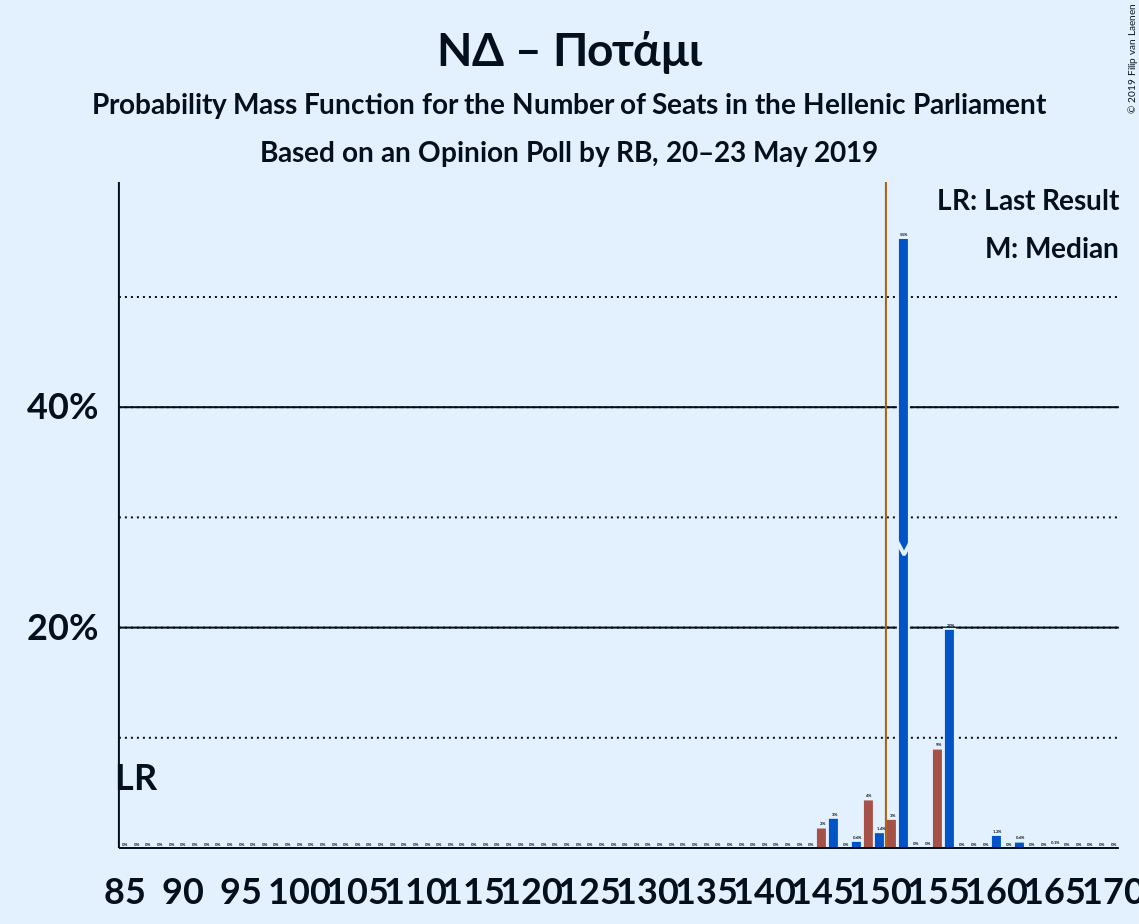 ΝΔ – Ποτάμι
Probability Mass Function for the Number of Seats in the Hellenic Parliament
Based on an Opinion Poll by RB, 20–23 May 2019
© 2019 Filip van Laenen
LR: Last Result
M: Median
40%
20%
LR
85 90 95 100 105 110 115 120 125 130 135 140 145 150 155 160 165 170